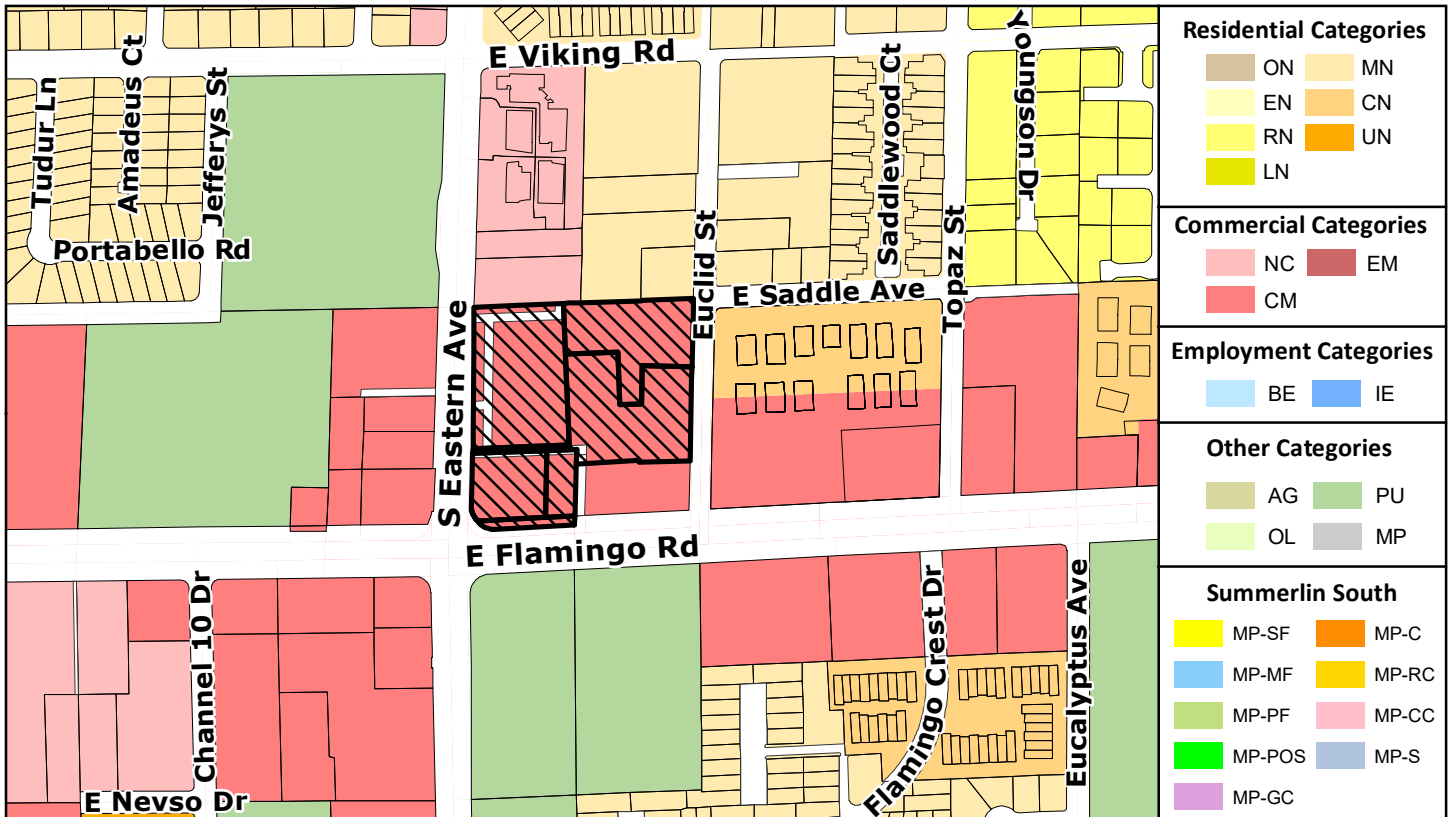 E Viking Rd
Tudur Ln
Amadeus Ct
Jefferys St
Portabello Rd
Saddlewood Ct
Youngson Dr
Euclid St
Topaz St
E Saddle Ave
S Eastern Ave
E Flamingo Rd
Channel 10 Dr
E Nevso Dr
Flamingo Crest Dr
Eucalyptus Ave
Residential Categories
ON MN
EN CN
RN UN
LN
Commercial Categories
NC EM
CM
Employment Categories
BE IE
Other Categories
AG PU
OL MP
Summerlin South
MP-SF MP-C
MP-MF MP-RC
MP-PF MP-CC
MP-POS MP-S
MP-GC